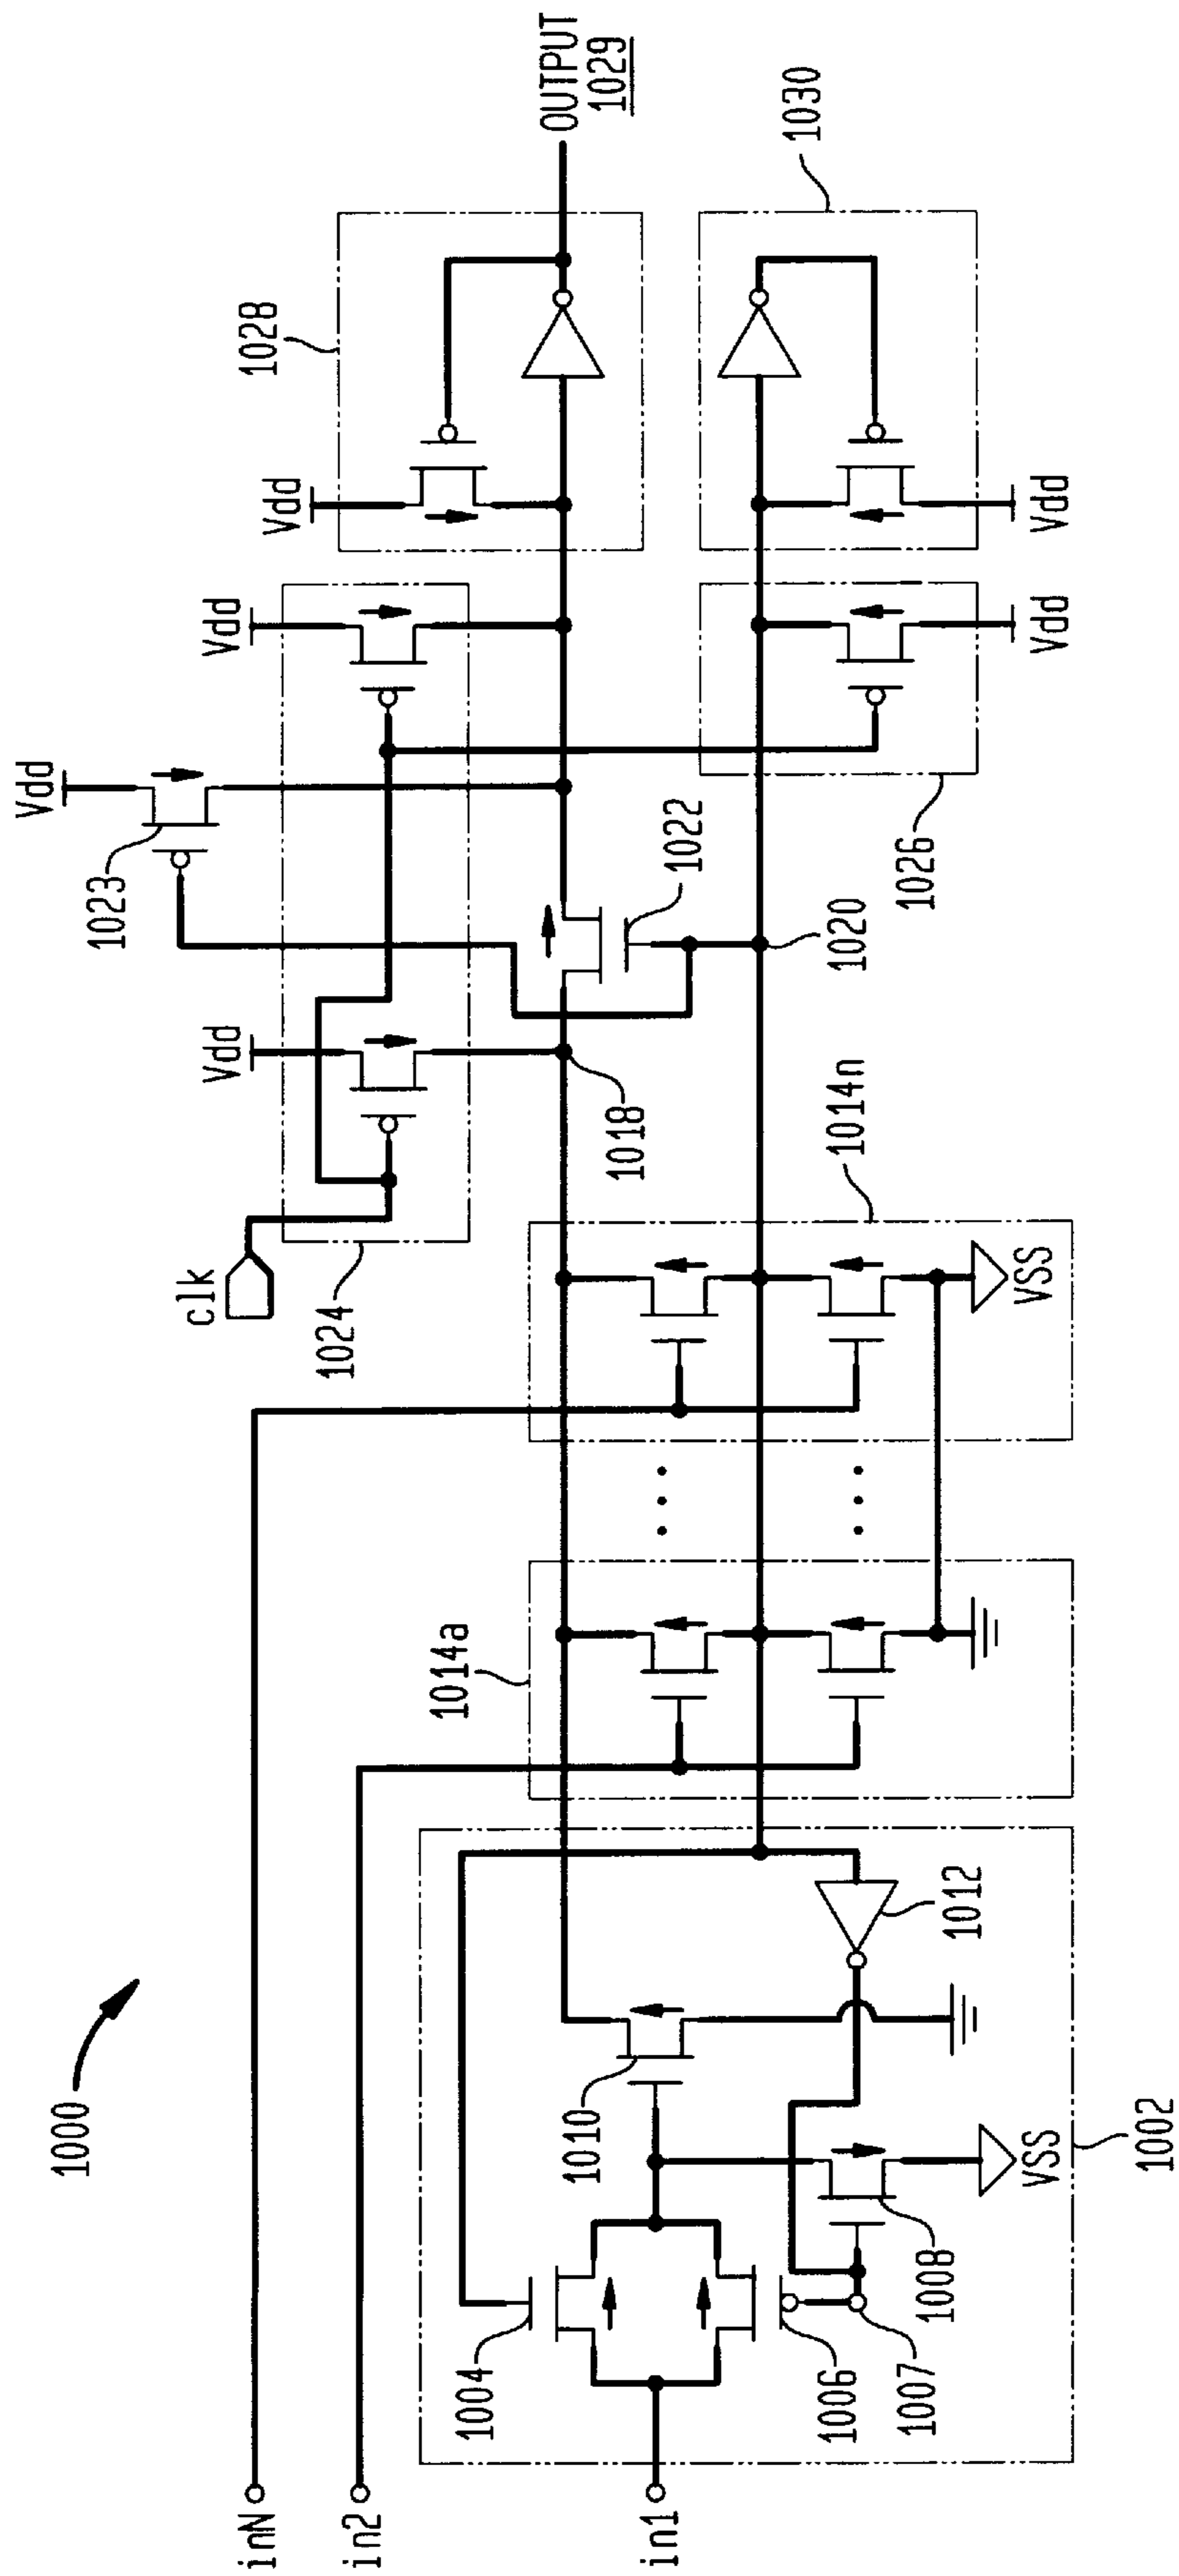 1000
inN
in2
in1
1002
1004
1006
1007
1008
1010
1012
VSS
1014a
1014n
VSS
clk
1024
1018
1020
1022
1023
Vdd
Vdd
Vdd
1026
Vdd
1028
Vdd
1030
Vdd
OUTPUT
1029